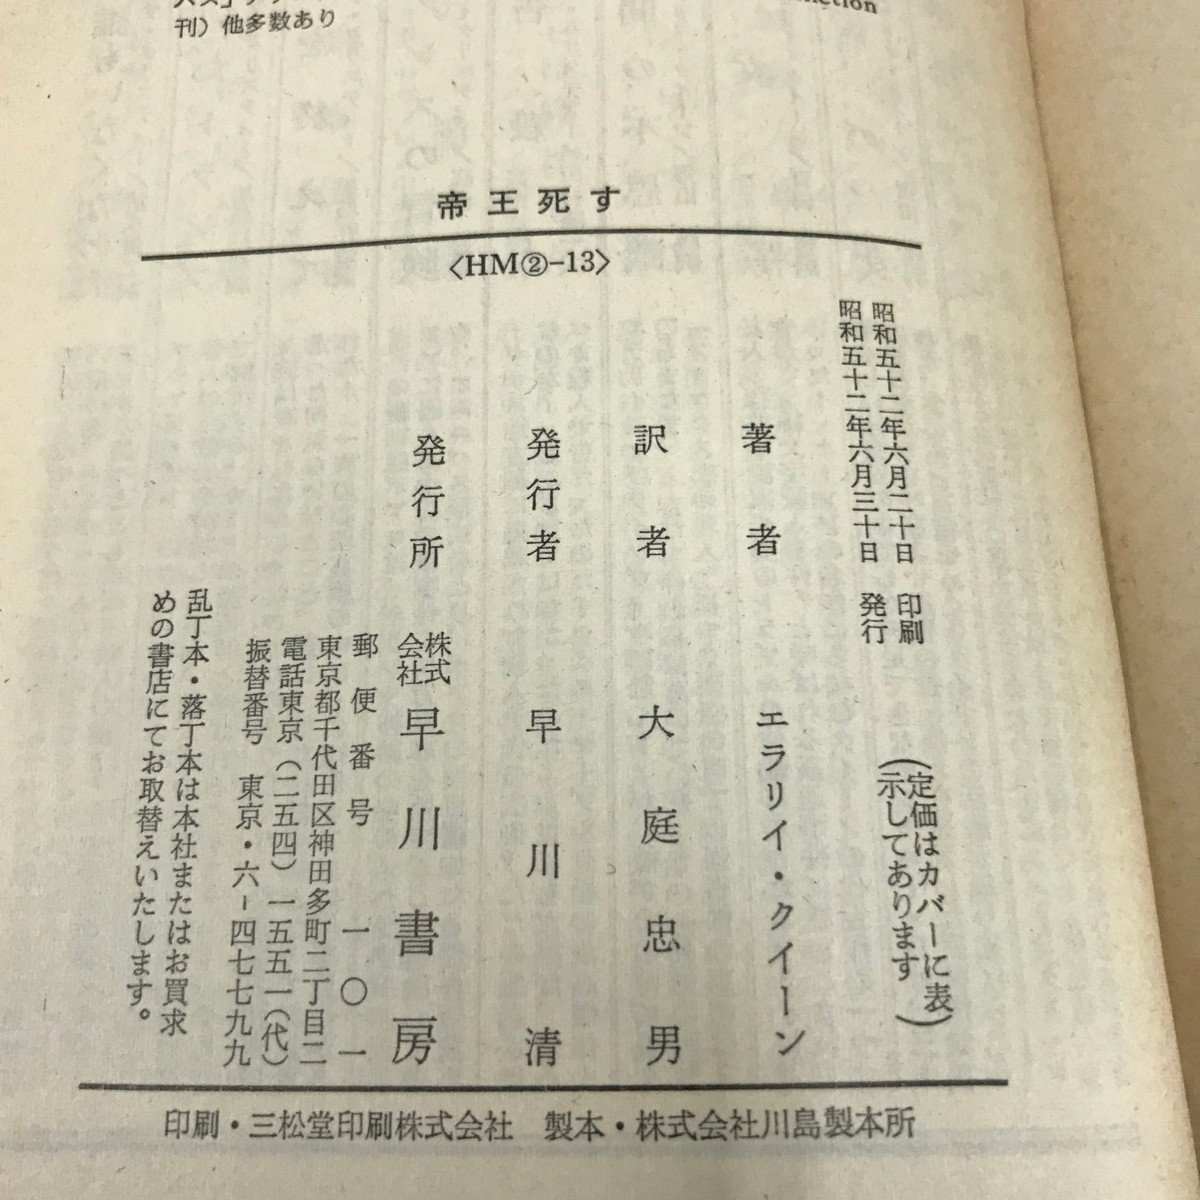 刊）他多数あり
帝王死す
〈HM②-13〉
昭和五十二年六月二十日　印刷
昭和五十二年六月三十日　発行
（定価はカバーに表
示してあります）
著者　エラリイ・クイーン
訳者　大庭忠男
発行者　早川　清
発行所　株式会社早川書房
郵便番号　一〇一
東京都千代田区神田多町二丁目二
電話東京（二五四）一五五一（代）
振替番号　東京・六-四七七九九
乱丁本・落丁本は本社またはお買求
めの書店にてお取替えいたします。
印刷・三松堂印刷株式会社　製本・株式会社川島製本所